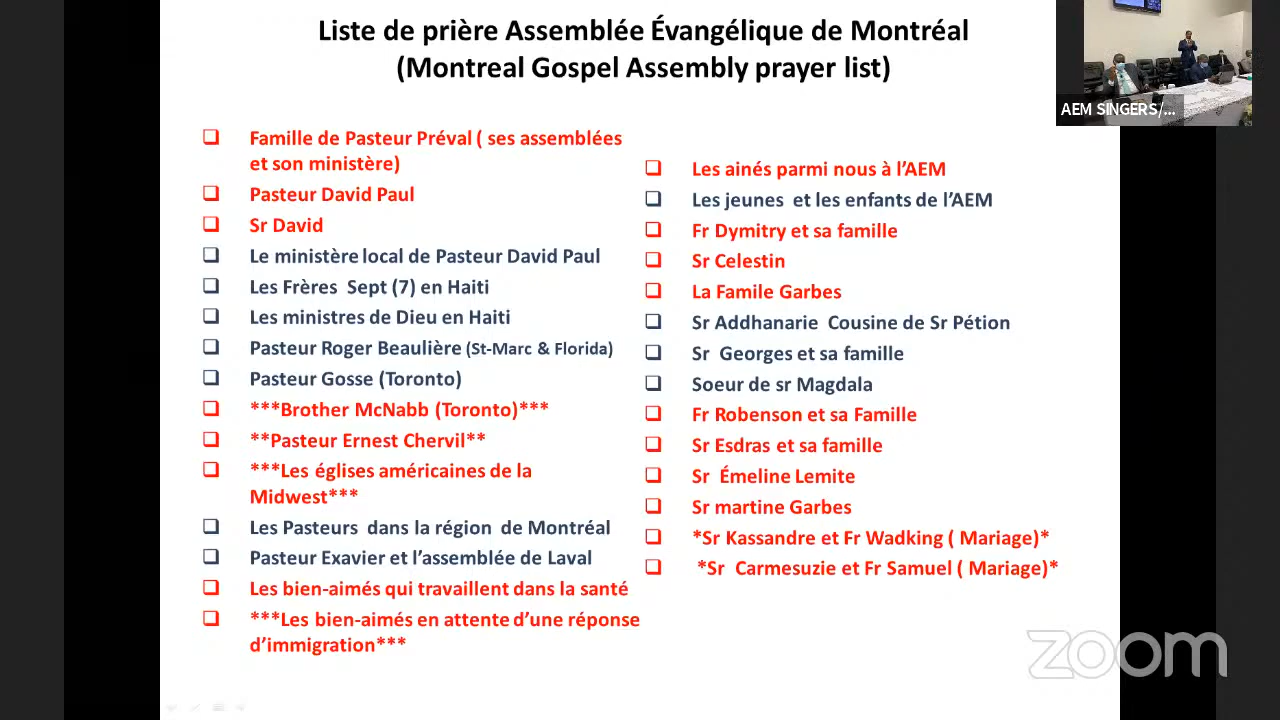 Liste de prière Assemblée Évangélique de Montréal
(Montreal Gospel Assembly prayer list)
Famille de Pasteur Préval ( ses assemblées
et son ministère)
Pasteur David Paul
Sr David
Le ministère local de Pasteur David Paul
Les Frères Sept (7) en Haiti
Les ministres de Dieu en Haiti
Pasteur Roger Beaulière (St-Marc & Florida)
Pasteur Gosse (Toronto)
***Brother McNabb (Toronto)***
**Pasteur Ernest Chervil**
***Les églises américaines de la
Midwest***
Les Pasteurs dans la région de Montréal
Pasteur Exavier et l’assemblée de Laval
Les bien-aimés qui travaillent dans la santé
***Les bien-aimés en attente d’une réponse
d’immigration***
Les ainés parmi nous à l’AEM
Les jeunes et les enfants de l’AEM
Fr Dymitry et sa famille
Sr Celestin
La Famile Garbes
Sr Addhanarie Cousine de Sr Pétion
Sr Georges et sa famille
Soeur de sr Magdala
Fr Robenson et sa Famille
Sr Esdras et sa famille
Sr Émeline Lemite
Sr martine Garbes
*Sr Kassandre et Fr Wadking ( Mariage)*
*Sr Carmesuzie et Fr Samuel ( Mariage)*
AEM SINGERS/...
zoom